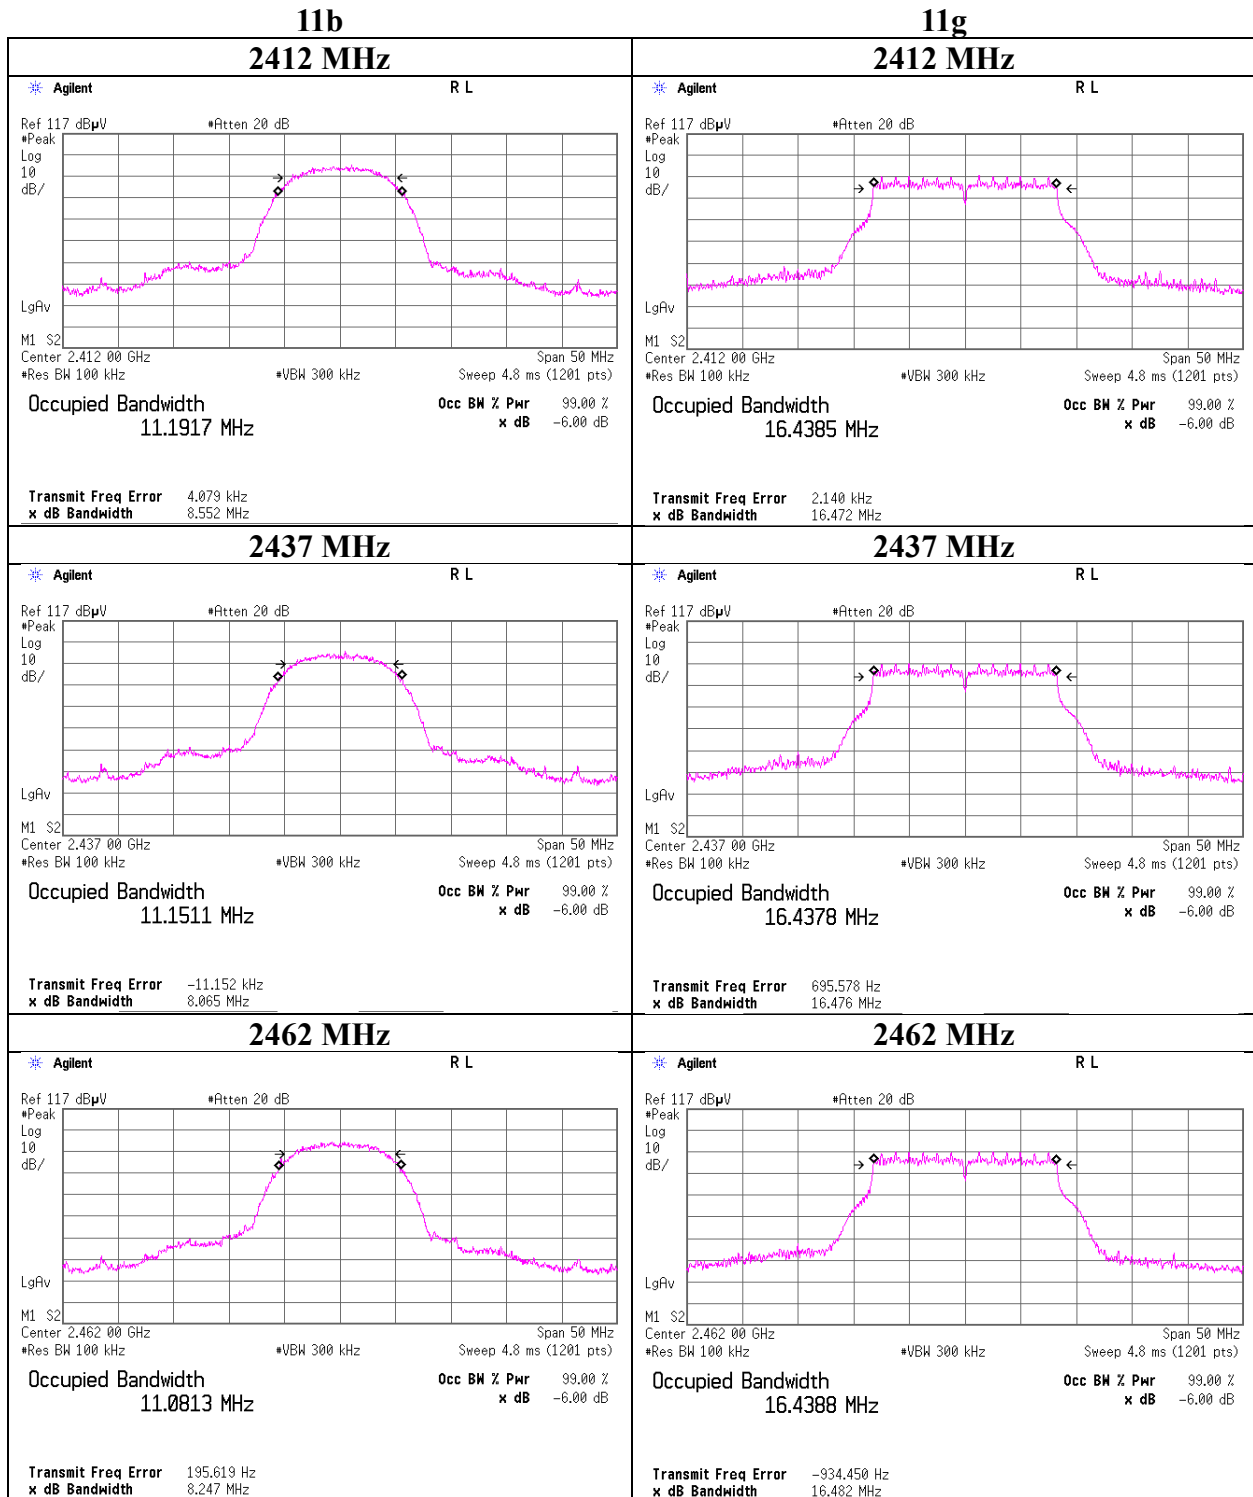 11b 11g
2412 MHz 2412 MHz
Agilent R L
Ref 117 dBµV #Atten 20 dB
#Peak
Log
10
dB/
LgAv
M1 S2
Center 2.412 00 GHz Span 50 MHz
#Res BW 100 kHz #VBW 300 kHz Sweep 4.8 ms (1201 pts)
Occupied Bandwidth Occ BW % Pwr 99.00 %
11.1917 MHz x dB -6.00 dB
Transmit Freq Error 4.079 kHz
x dB Bandwidth 8.552 MHz
Agilent R L
Ref 117 dBµV #Atten 20 dB
#Peak
Log
10
dB/
LgAv
M1 S2
Center 2.412 00 GHz Span 50 MHz
#Res BW 100 kHz #VBW 300 kHz Sweep 4.8 ms (1201 pts)
Occupied Bandwidth Occ BW % Pwr 99.00 %
16.4385 MHz x dB -6.00 dB
Transmit Freq Error 2.140 kHz
x dB Bandwidth 16.472 MHz
2437 MHz 2437 MHz
Agilent R L
Ref 117 dBµV #Atten 20 dB
#Peak
Log
10
dB/
LgAv
M1 S2
Center 2.437 00 GHz Span 50 MHz
#Res BW 100 kHz #VBW 300 kHz Sweep 4.8 ms (1201 pts)
Occupied Bandwidth Occ BW % Pwr 99.00 %
11.1511 MHz x dB -6.00 dB
Transmit Freq Error -11.152 kHz
x dB Bandwidth 8.065 MHz
Agilent R L
Ref 117 dBµV #Atten 20 dB
#Peak
Log
10
dB/
LgAv
M1 S2
Center 2.437 00 GHz Span 50 MHz
#Res BW 100 kHz #VBW 300 kHz Sweep 4.8 ms (1201 pts)
Occupied Bandwidth Occ BW % Pwr 99.00 %
16.4378 MHz x dB -6.00 dB
Transmit Freq Error 695.578 Hz
x dB Bandwidth 16.476 MHz
2462 MHz 2462 MHz
Agilent R L
Ref 117 dBµV #Atten 20 dB
#Peak
Log
10
dB/
LgAv
M1 S2
Center 2.462 00 GHz Span 50 MHz
#Res BW 100 kHz #VBW 300 kHz Sweep 4.8 ms (1201 pts)
Occupied Bandwidth Occ BW % Pwr 99.00 %
11.0813 MHz x dB -6.00 dB
Transmit Freq Error 195.619 Hz
x dB Bandwidth 8.247 MHz
Agilent R L
Ref 117 dBµV #Atten 20 dB
#Peak
Log
10
dB/
LgAv
M1 S2
Center 2.462 00 GHz Span 50 MHz
#Res BW 100 kHz #VBW 300 kHz Sweep 4.8 ms (1201 pts)
Occupied Bandwidth Occ BW % Pwr 99.00 %
16.4388 MHz x dB -6.00 dB
Transmit Freq Error -934.450 Hz
x dB Bandwidth 16.482 MHz